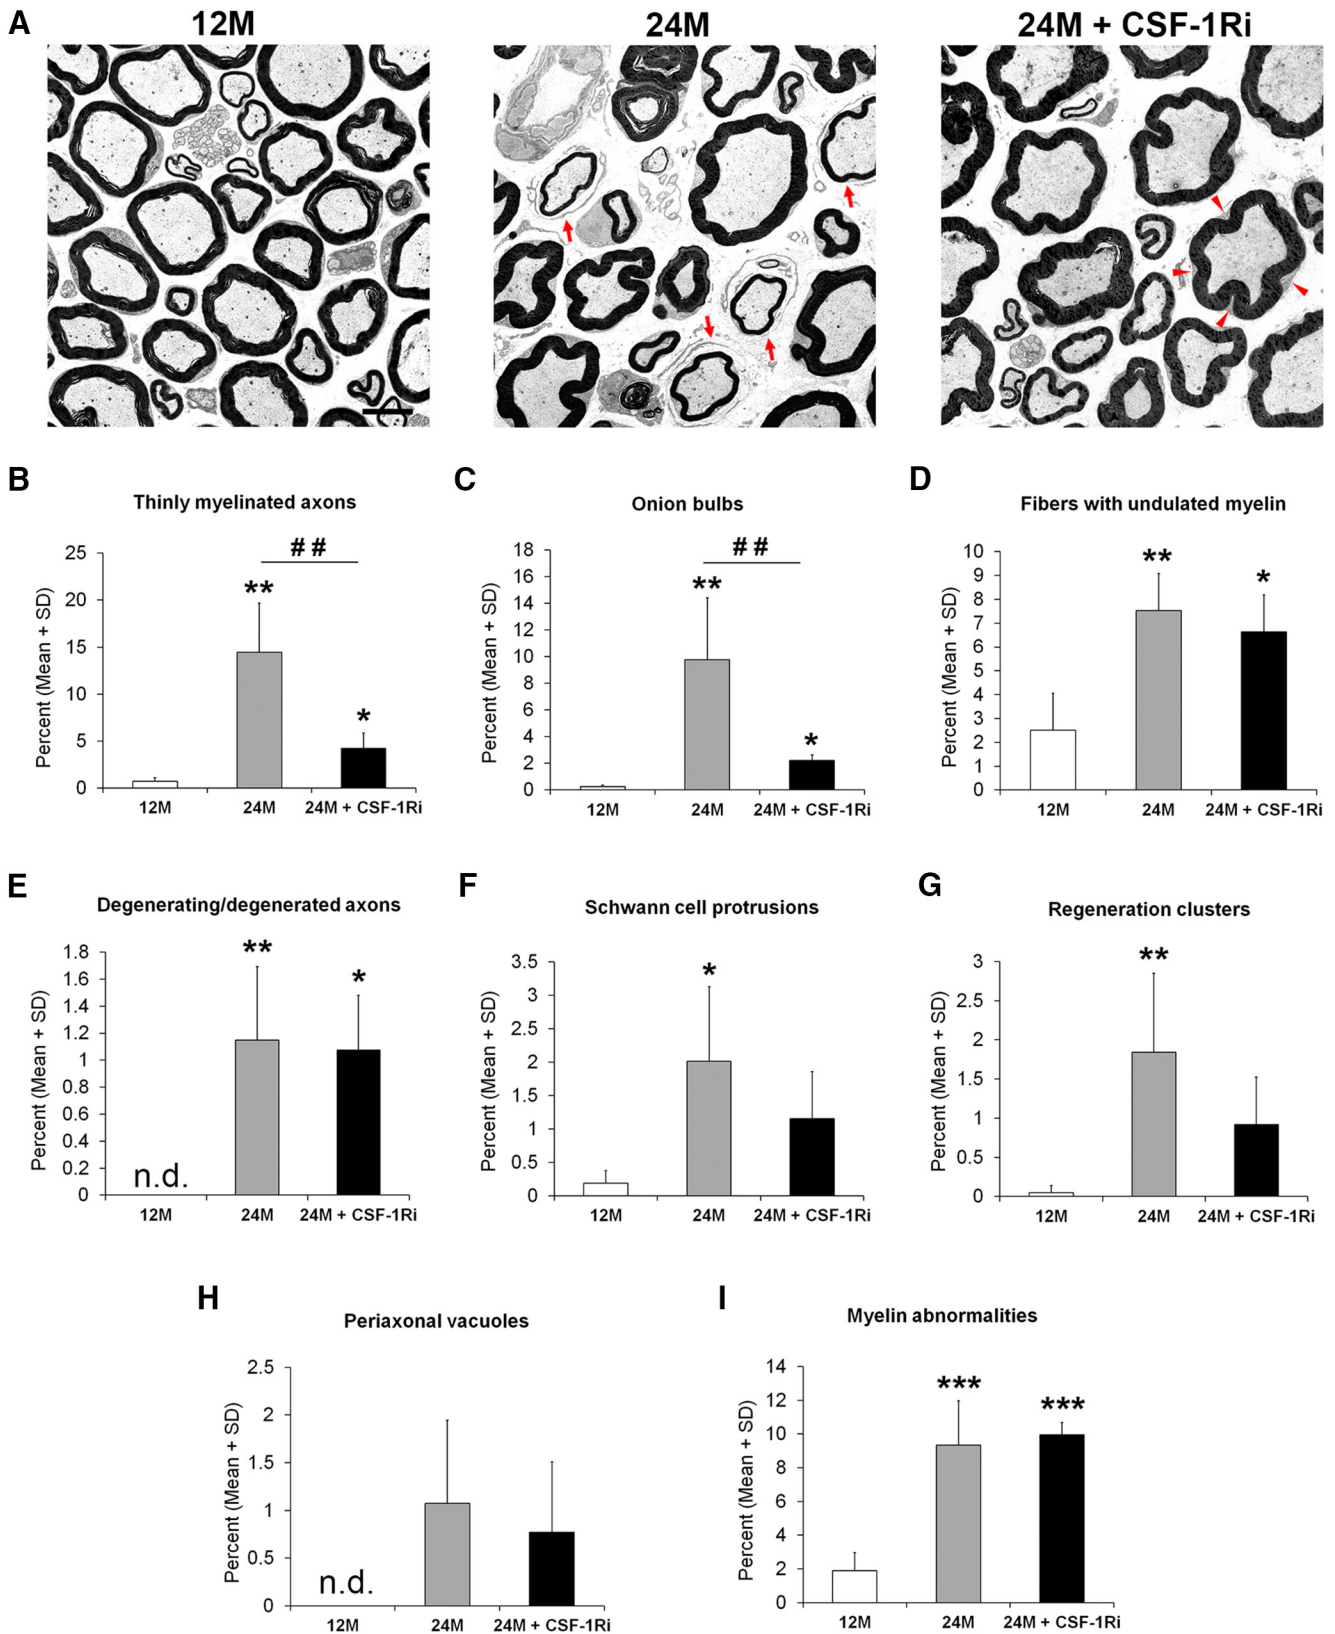 A
12M
24M
24M + CSF-1Ri
B
Thinly myelinated axons
Percent (Mean + SD)
25
20
15
10
5
0
**
# #
*
12M
24M
24M + CSF-1Ri
C
Onion bulbs
Percent (Mean + SD)
18
16
14
12
10
8
6
4
2
0
**
# #
*
12M
24M
24M + CSF-1Ri
D
Fibers with undulated myelin
Percent (Mean + SD)
10
9
8
7
6
5
4
3
2
1
0
**
*
12M
24M
24M + CSF-1Ri
E
Degenerating/degenerated axons
Percent (Mean + SD)
1.8
1.6
1.4
1.2
1
0.8
0.6
0.4
0.2
0
n.d.
**
*
12M
24M
24M + CSF-1Ri
F
Schwann cell protrusions
Percent (Mean + SD)
3.5
3
2.5
2
1.5
1
0.5
0
*
12M
24M
24M + CSF-1Ri
G
Regeneration clusters
Percent (Mean + SD)
3
2.5
2
1.5
1
0.5
0
**
12M
24M
24M + CSF-1Ri
H
Periaxonal vacuoles
Percent (Mean + SD)
2.5
2
1.5
1
0.5
0
n.d.
12M
24M
24M + CSF-1Ri
I
Myelin abnormalities
Percent (Mean + SD)
14
12
10
8
6
4
2
0
***
***
12M
24M
24M + CSF-1Ri